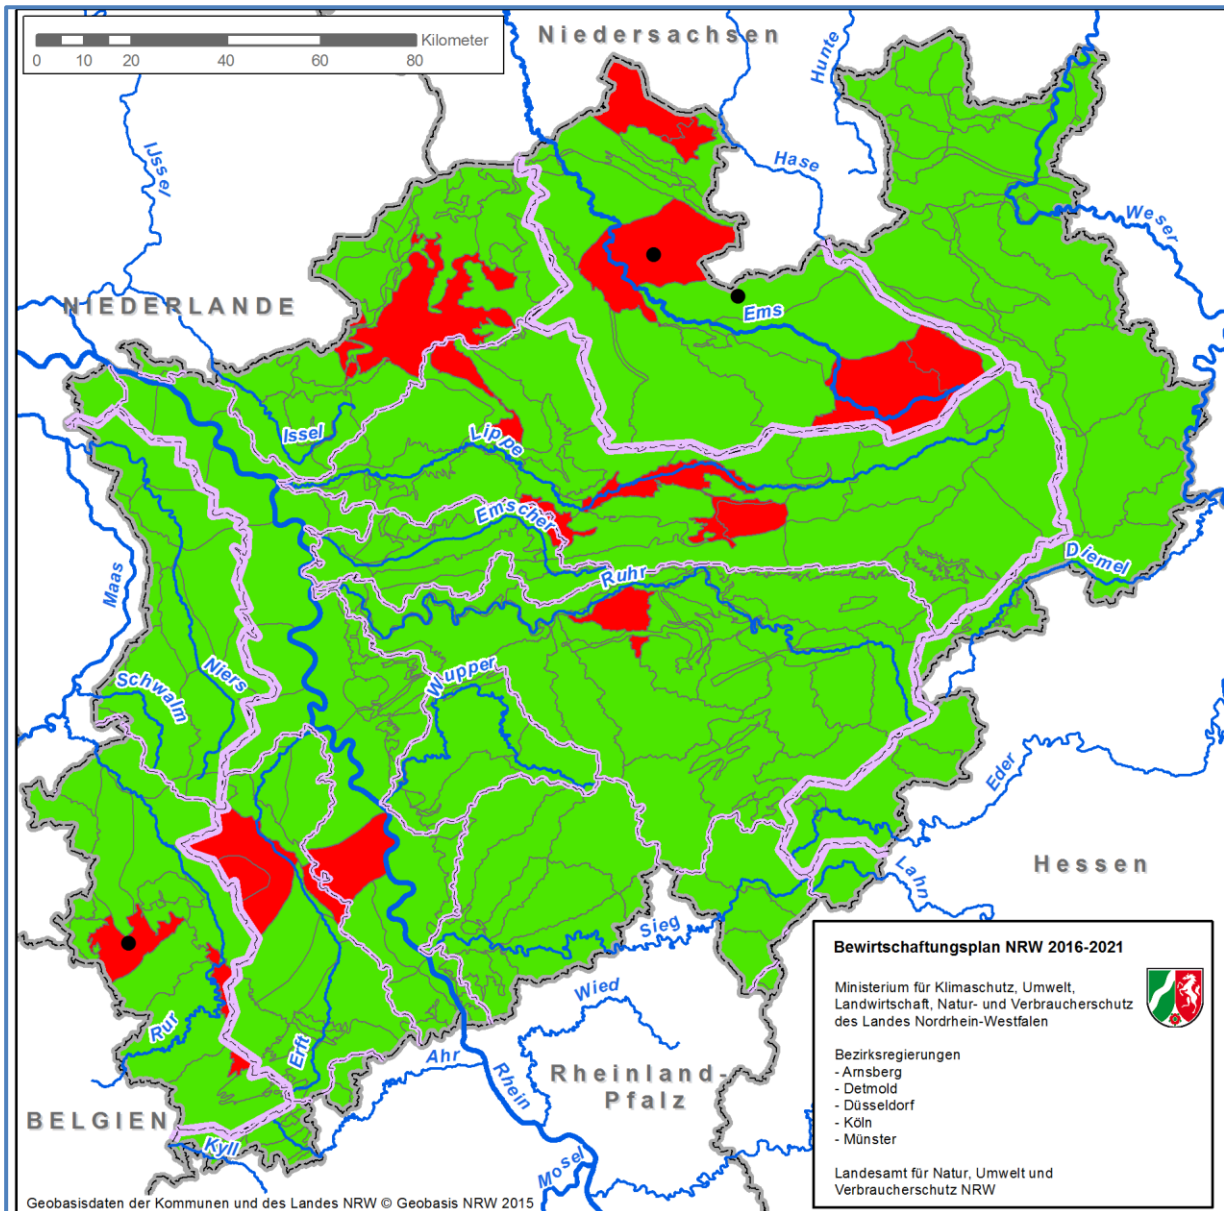 Kilometer
0 10 20 40 60 80
Niedersachsen
Hunte
IJssel
Hase
Weser
NIEDERLANDE
Ems
Issel
Lippe
Emscher
Ruhr
Diemel
Maas
Niers
Schwalm
Wupper
Eder
Hessen
Lahn
Sieg
Wied
Rur
Erft
Ahr
Rhein
Rheinland-
Pfalz
BELGIEN
Kyll
Mosel
Bewirtschaftungsplan NRW 2016-2021
Ministerium für Klimaschutz, Umwelt,
Landwirtschaft, Natur- und Verbraucherschutz
des Landes Nordrhein-Westfalen
Bezirksregierungen
- Arnsberg
- Detmold
- Düsseldorf
- Köln
- Münster
Landesamt für Natur, Umwelt und
Verbraucherschutz NRW
Geobasisdaten der Kommunen und des Landes NRW © Geobasis NRW 2015